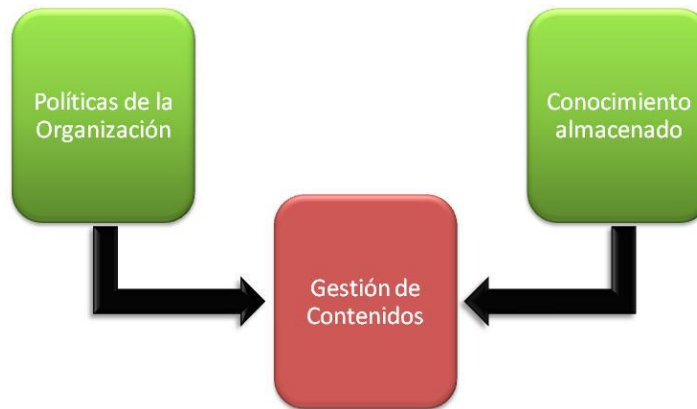 Políticas de la
Organización
Conocimiento
almacenado
Gestión de
Contenidos